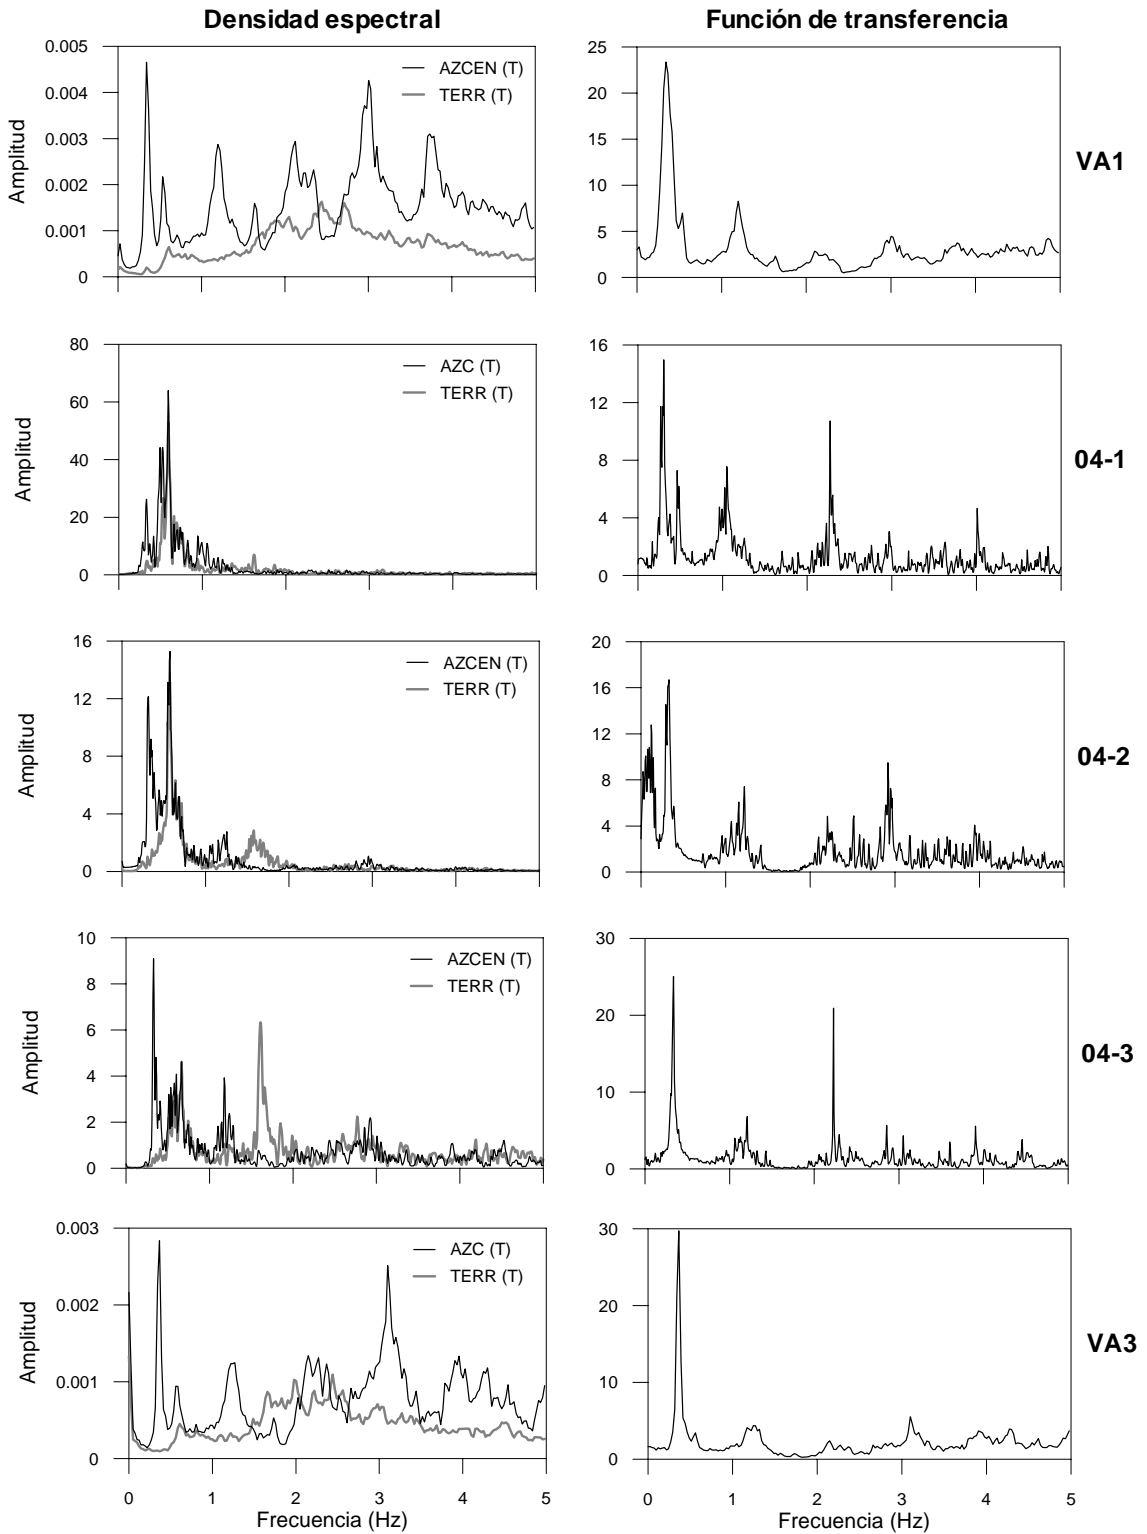 Densidad espectral
Función de transferencia
0.005
0.004
0.003
0.002
0.001
0
Amplitud
AZCEN (T)
TERR (T)
25
20
15
10
5
0
VA1
80
60
40
20
0
Amplitud
AZC (T)
TERR (T)
16
12
8
4
0
04-1
16
12
8
4
0
Amplitud
AZCEN (T)
TERR (T)
20
16
12
8
4
0
04-2
10
8
6
4
2
0
Amplitud
AZCEN (T)
TERR (T)
30
20
10
0
04-3
0.003
0.002
0.001
0
Amplitud
AZC (T)
TERR (T)
0 1 2 3 4 5
Frecuencia (Hz)
30
20
10
0
0 1 2 3 4 5
Frecuencia (Hz)
VA3